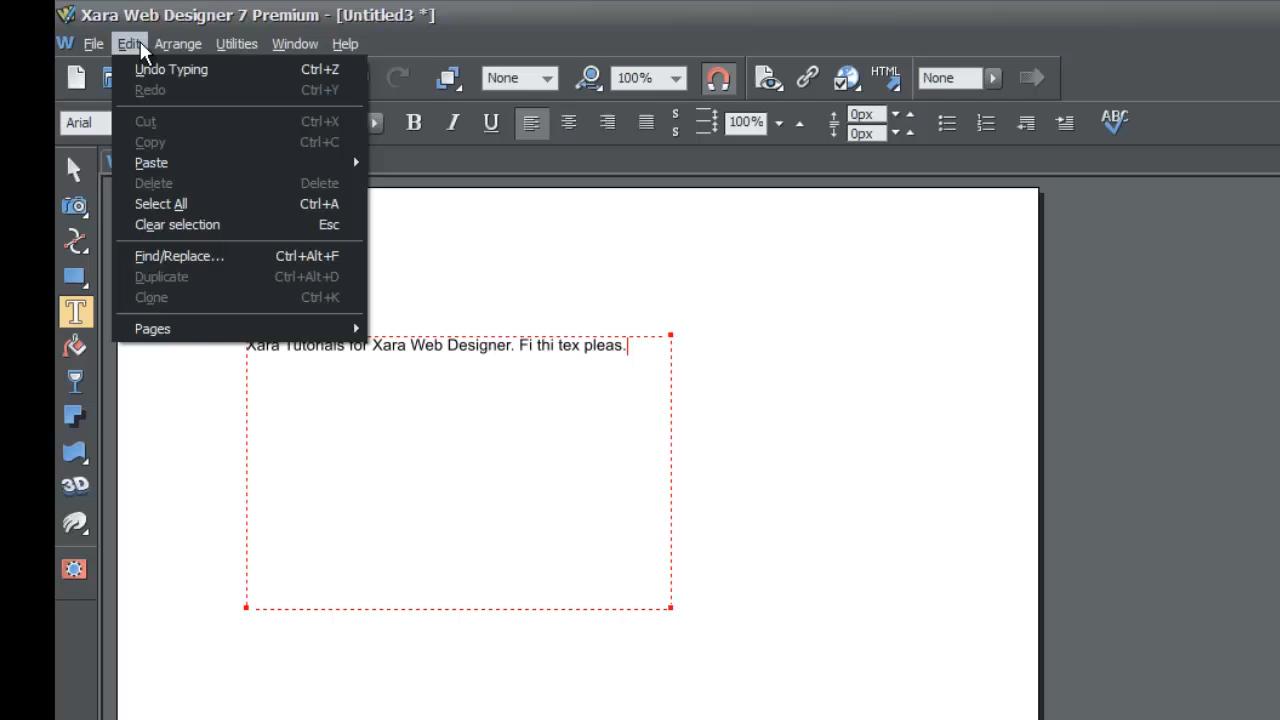 Xara Web Designer 7 Premium - [Untitled3 *]
W File Edit Arrange Utilities Window Help
None 100% HTML None
Arial B I U S S 100% 0px 0px ABC
Undo Typing Ctrl+Z
Redo Ctrl+Y
Cut Ctrl+X
Copy Ctrl+C
Paste
Delete Delete
Select All Ctrl+A
Clear selection Esc
Find/Replace... Ctrl+Alt+F
Duplicate Ctrl+Alt+D
Clone Ctrl+K
Pages
T
3D
Xara Tutorials for Xara Web Designer. Fi thi tex pleas.